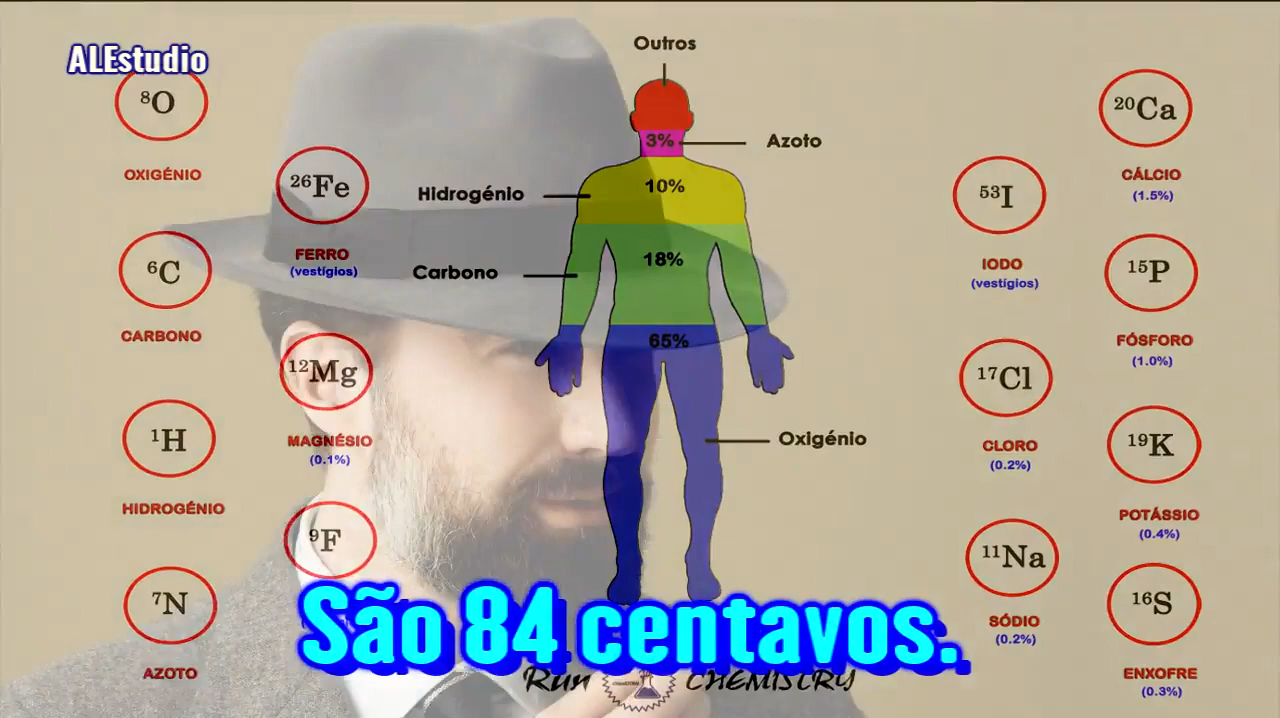 ALEstudio
Outros
⁸O
OXIGÉNIO
²⁰Ca
CÁLCIO
(1.5%)
3%
Azoto
²⁶Fe
FERRO
(vestígios)
Hidrogénio
10%
⁵³I
IODO
(vestígios)
⁶C
CARBONO
Carbono
18%
¹⁵P
FÓSFORO
(1.0%)
65%
¹²Mg
MAGNÉSIO
(0.1%)
¹⁷Cl
CLORO
(0.2%)
¹H
HIDROGÉNIO
Oxigénio
¹⁹K
POTÁSSIO
(0.4%)
⁹F
¹¹Na
SÓDIO
(0.2%)
⁷N
AZOTO
¹⁶S
ENXOFRE
(0.3%)
São 84 centavos.
Run CHEMISTRY